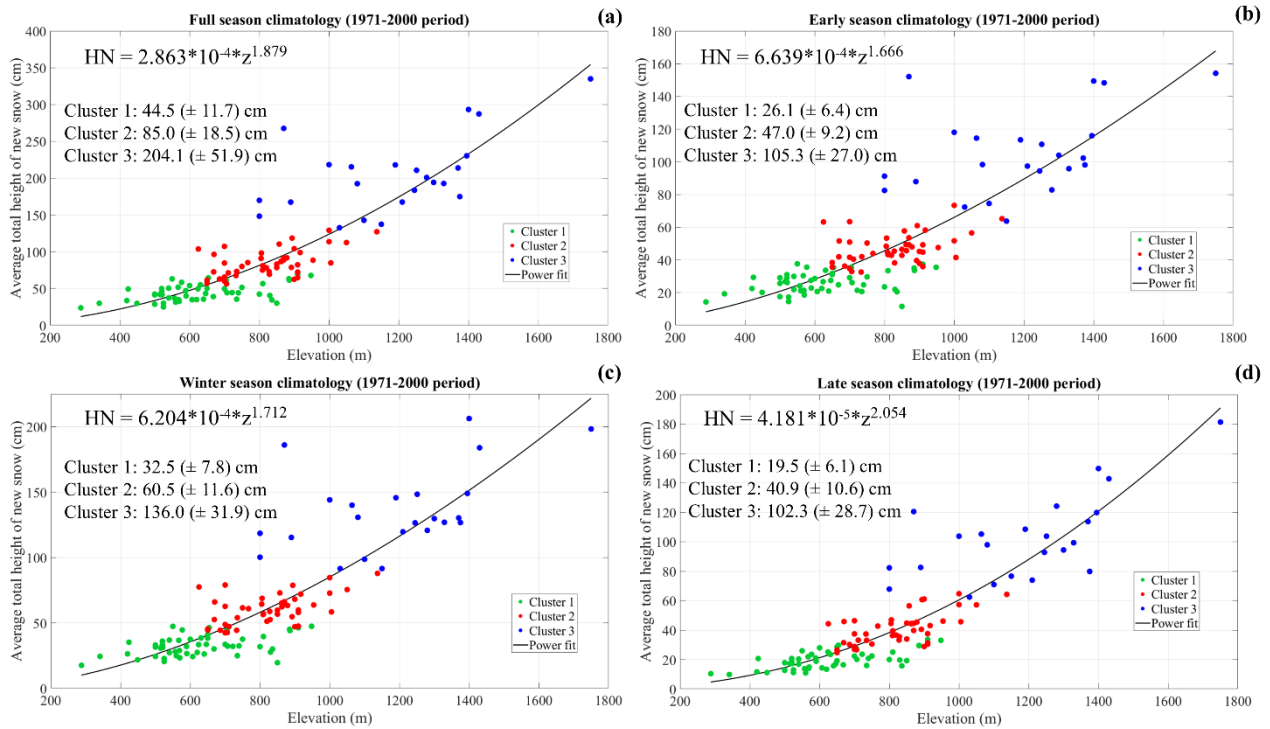 Full season climatology (1971-2000 period)
(a)
HN = 2.863*10-4*z1.879
Cluster 1: 44.5 (± 11.7) cm
Cluster 2: 85.0 (± 18.5) cm
Cluster 3: 204.1 (± 51.9) cm
Average total height of new snow (cm)
400
350
300
250
200
150
100
50
0
Cluster 1
Cluster 2
Cluster 3
Power fit
200 400 600 800 1000 1200 1400 1600 1800
Elevation (m)
Early season climatology (1971-2000 period)
(b)
HN = 6.639*10-4*z1.666
Cluster 1: 26.1 (± 6.4) cm
Cluster 2: 47.0 (± 9.2) cm
Cluster 3: 105.3 (± 27.0) cm
Average total height of new snow (cm)
180
160
140
120
100
80
60
40
20
0
Cluster 1
Cluster 2
Cluster 3
Power fit
200 400 600 800 1000 1200 1400 1600 1800
Elevation (m)
Winter season climatology (1971-2000 period)
(c)
HN = 6.204*10-4*z1.712
Cluster 1: 32.5 (± 7.8) cm
Cluster 2: 60.5 (± 11.6) cm
Cluster 3: 136.0 (± 31.9) cm
Average total height of new snow (cm)
200
150
100
50
0
Cluster 1
Cluster 2
Cluster 3
Power fit
200 400 600 800 1000 1200 1400 1600 1800
Elevation (m)
Late season climatology (1971-2000 period)
(d)
HN = 4.181*10-5*z2.054
Cluster 1: 19.5 (± 6.1) cm
Cluster 2: 40.9 (± 10.6) cm
Cluster 3: 102.3 (± 28.7) cm
Average total height of new snow (cm)
200
180
160
140
120
100
80
60
40
20
0
Cluster 1
Cluster 2
Cluster 3
Power fit
200 400 600 800 1000 1200 1400 1600 1800
Elevation (m)